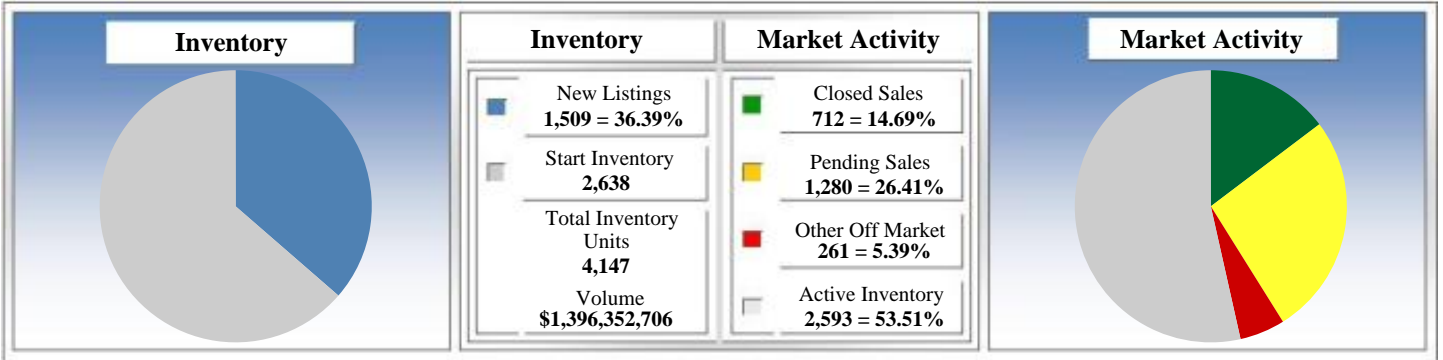 Inventory
Inventory
Market Activity
Market Activity
New Listings
1,509 = 36.39%
Start Inventory
2,638
Total Inventory
Units
4,147
Volume
$1,396,352,706
Closed Sales
712 = 14.69%
Pending Sales
1,280 = 26.41%
Other Off Market
261 = 5.39%
Active Inventory
2,593 = 53.51%